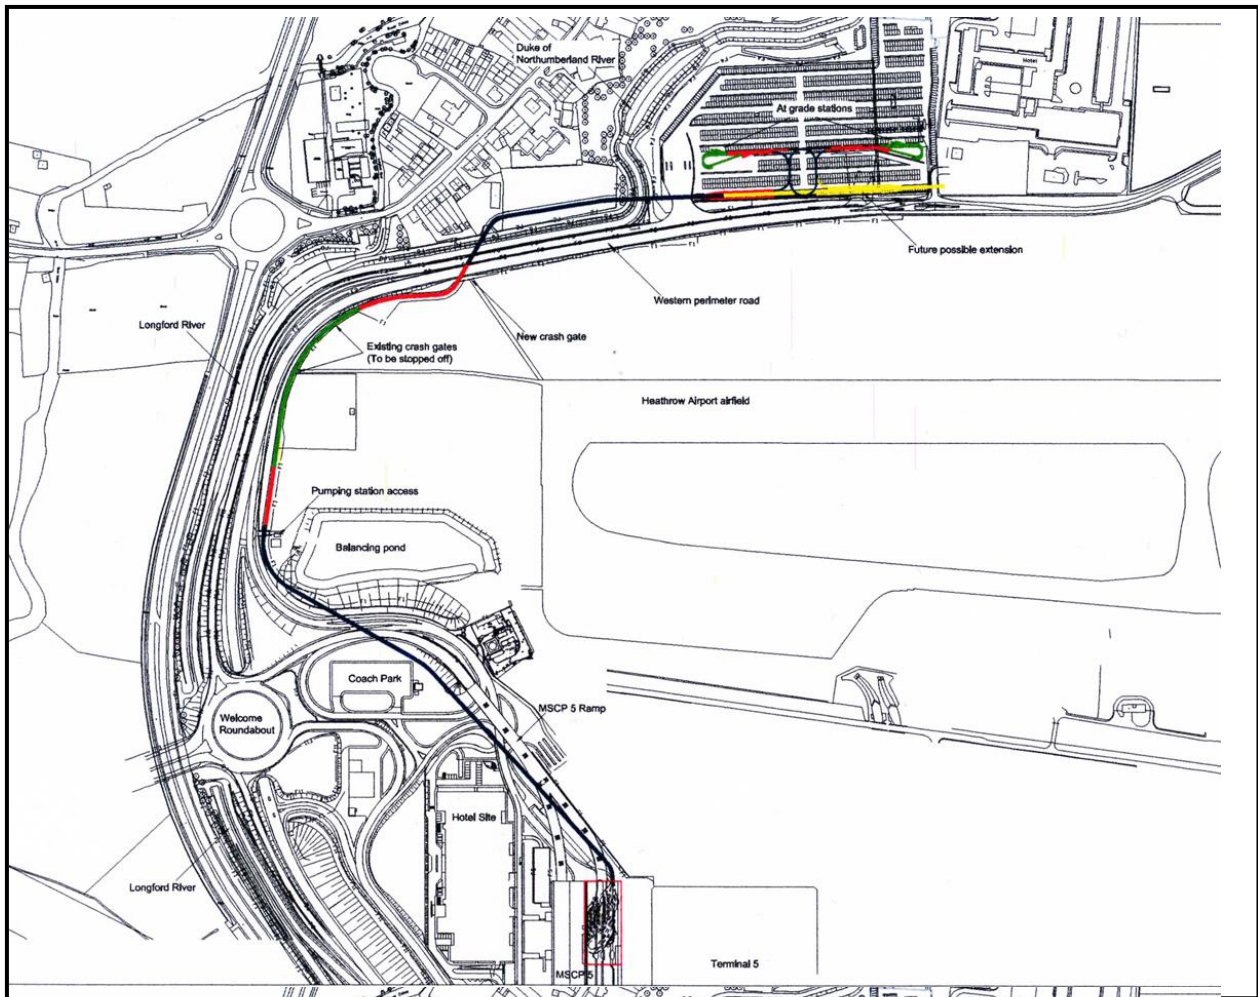 Duke of
Northumberland River
Hotel
At grade stations
Future possible extension
Western perimeter road
Longford River
New crash gate
Existing crash gates
(To be stopped off)
Heathrow Airport airfield
Pumping station access
Balancing pond
Coach Park
MSCP 5 Ramp
Welcome
Roundabout
Hotel Site
Longford River
MSCP 5
Terminal 5